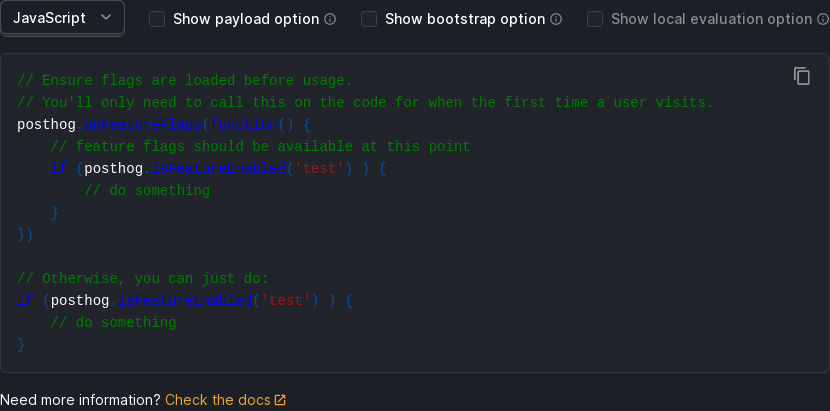 JavaScript Show payload option Show bootstrap option Show local evaluation option
// Ensure flags are loaded before usage.
// You'll only need to call this on the code for when the first time a user visits.
posthog.onFeatureFlags(function() {
    // feature flags should be available at this point
    if (posthog.isFeatureEnabled('test') ) {
        // do something
    }
})

// Otherwise, you can just do:
if (posthog.isFeatureEnabled('test') ) {
    // do something
}
Need more information? Check the docs